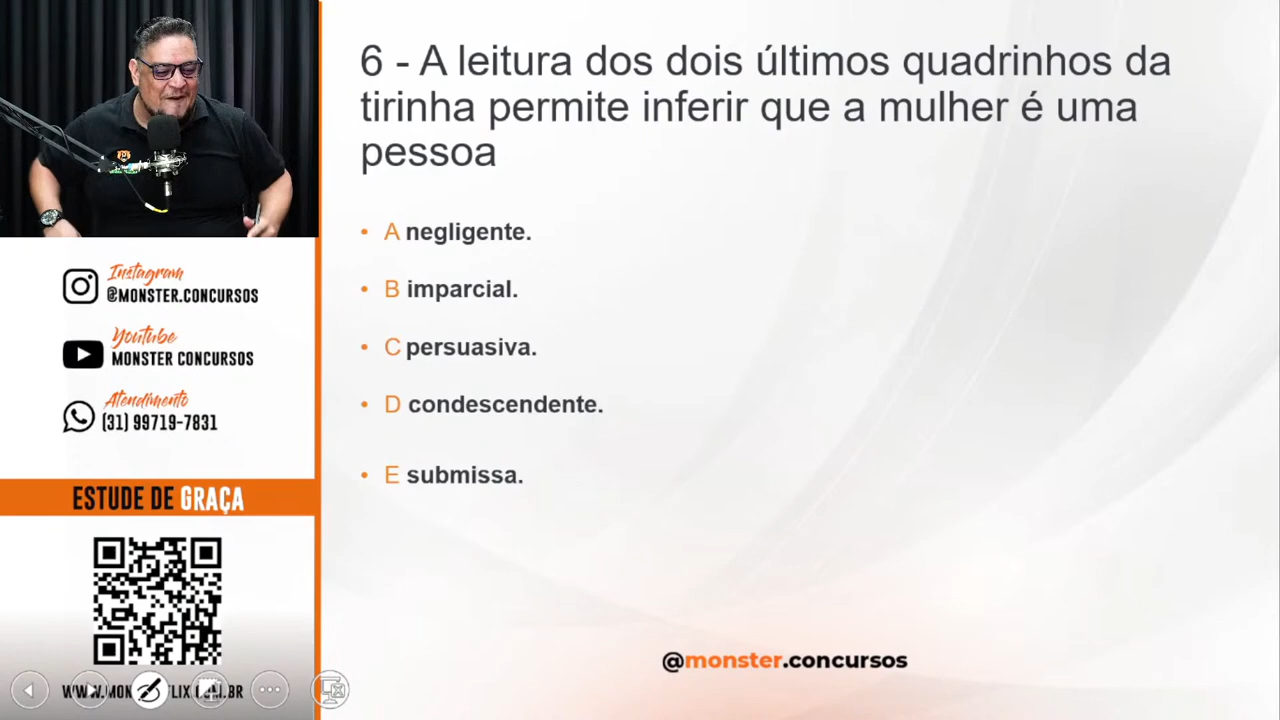 6 - A leitura dos dois últimos quadrinhos da
tirinha permite inferir que a mulher é uma
pessoa
• A negligente.
• B imparcial.
• C persuasiva.
• D condescendente.
• E submissa.
Instagram
@MONSTER.CONCURSOS
Youtube
MONSTER CONCURSOS
Atendimento
(31) 99719-7831
ESTUDE DE GRAÇA
@monster.concursos